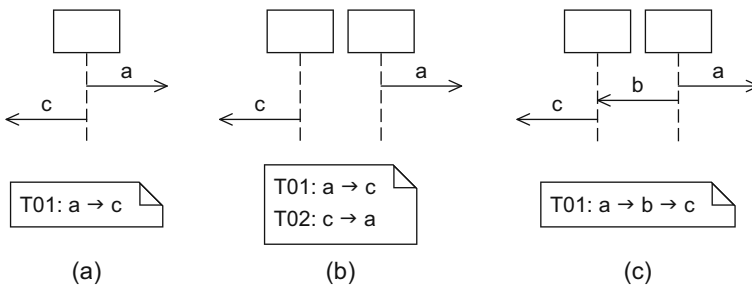 a
c
a
c
a
b
c
T01: a → c
T01: a → c
T02: c → a
T01: a → b → c
(a)
(b)
(c)